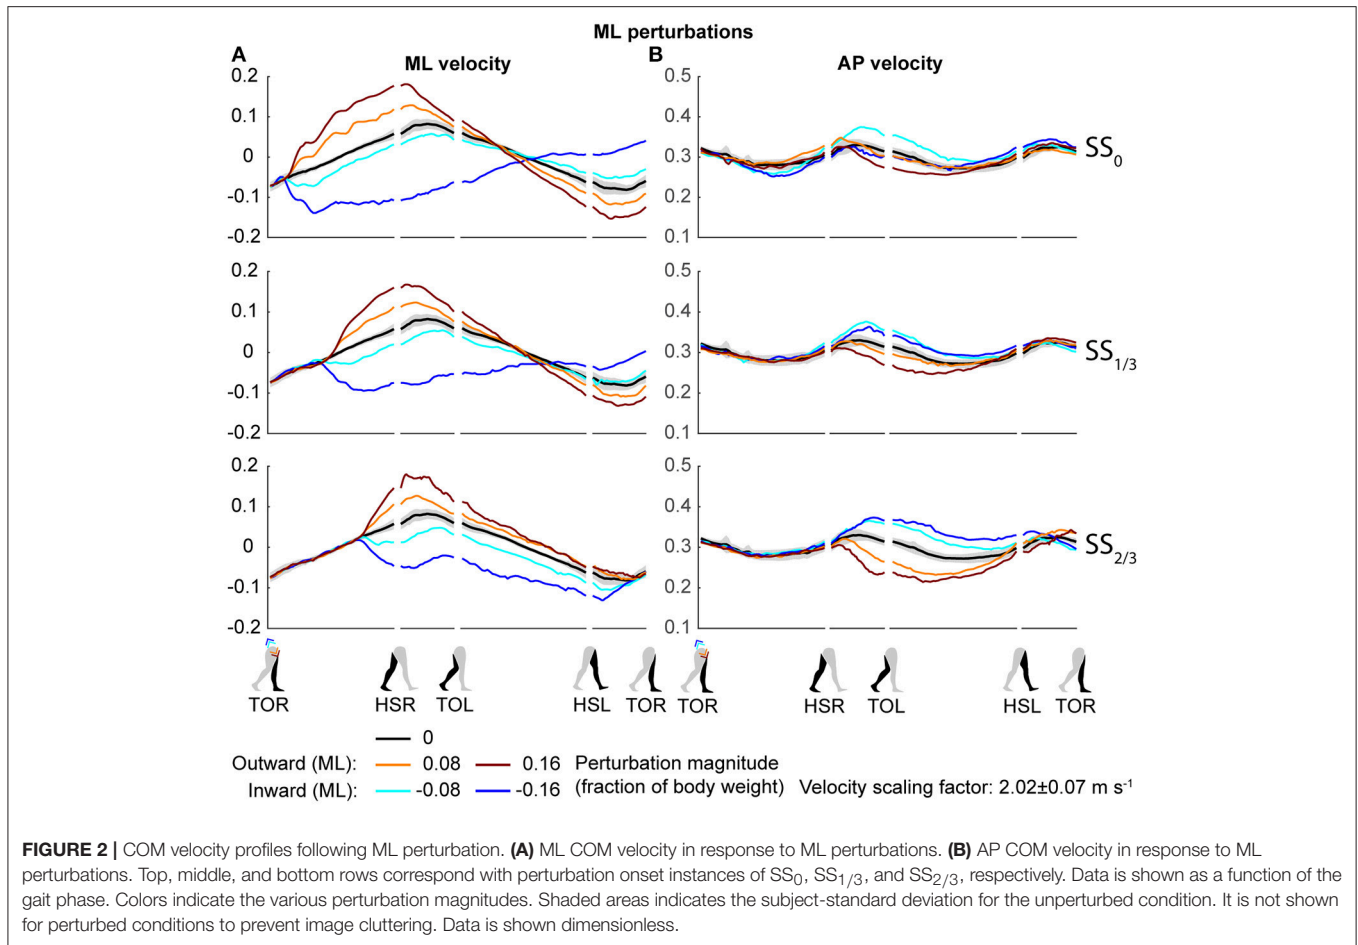 ML perturbations
A
ML velocity
B
AP velocity
0.2
0.1
0
-0.1
-0.2
0.5
0.4
0.3
0.2
0.1
SS0
0.2
0.1
0
-0.1
-0.2
0.5
0.4
0.3
0.2
0.1
SS1/3
0.2
0.1
0
-0.1
-0.2
0.5
0.4
0.3
0.2
0.1
SS2/3
TOR HSR TOL HSL TOR TOR HSR TOL HSL TOR
0
Outward (ML): 0.08 0.16 Perturbation magnitude
Inward (ML): -0.08 -0.16 (fraction of body weight) Velocity scaling factor: 2.02±0.07 m s-1
FIGURE 2 | COM velocity profiles following ML perturbation. (A) ML COM velocity in response to ML perturbations. (B) AP COM velocity in response to ML
perturbations. Top, middle, and bottom rows correspond with perturbation onset instances of SS0, SS1/3, and SS2/3, respectively. Data is shown as a function of the
gait phase. Colors indicate the various perturbation magnitudes. Shaded areas indicates the subject-standard deviation for the unperturbed condition. It is not shown
for perturbed conditions to prevent image cluttering. Data is shown dimensionless.